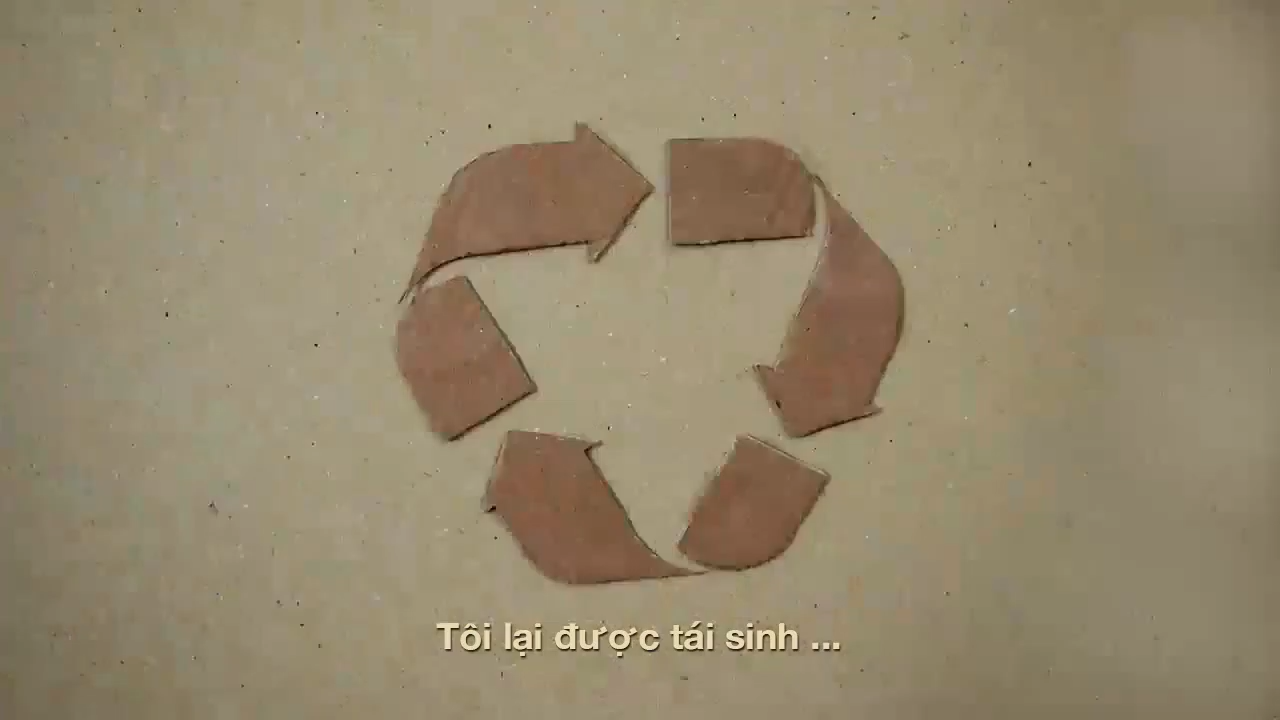 Tôi lại được tái sinh ...